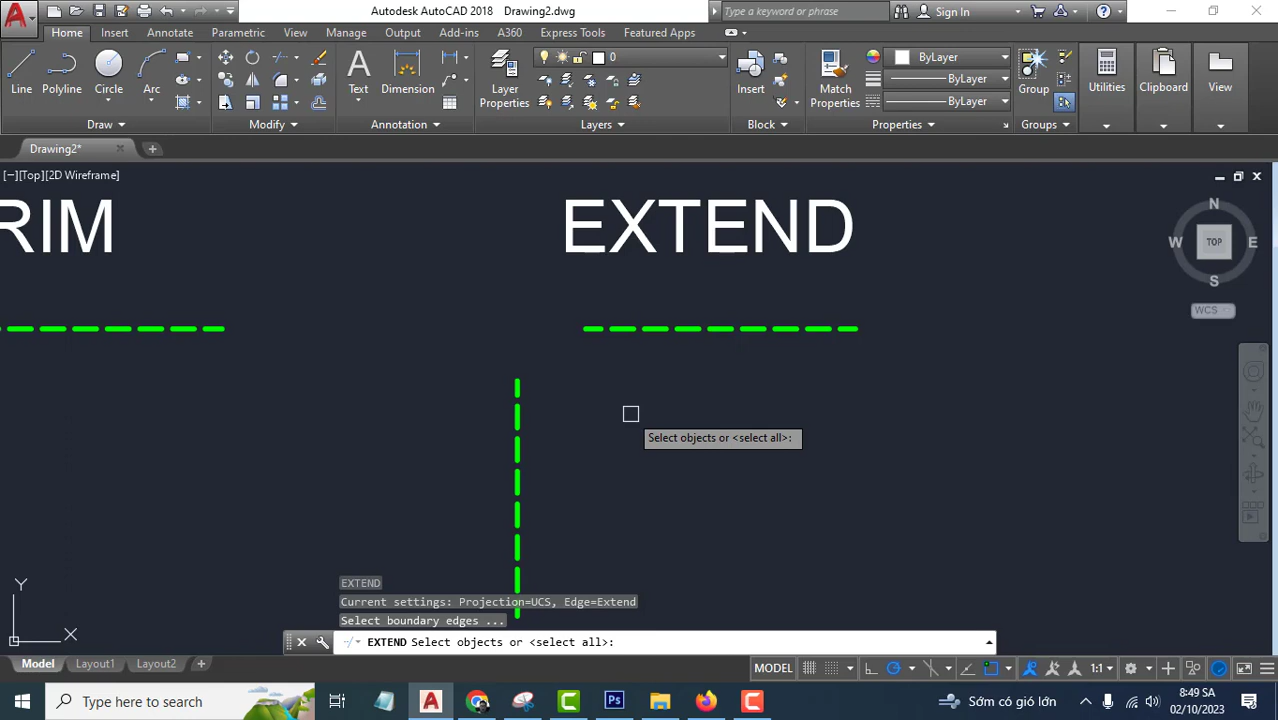 Autodesk AutoCAD 2018 Drawing2.dwg
Type a keyword or phrase
Sign In
Home Insert Annotate Parametric View Manage Output Add-ins A360 Express Tools Featured Apps
Line
Polyline
Circle
Arc
Text
Dimension
Layer
Properties
0
Insert
Match
Properties
ByLayer
ByLayer
ByLayer
Group
Utilities
Clipboard
View
Draw
Modify
Annotation
Layers
Block
Properties
Groups
Drawing2*
[−][Top][2D Wireframe]
RIM
EXTEND
N
W
TOP
E
S
WCS
Select objects or <select all>:
EXTEND
Current settings: Projection=UCS, Edge=Extend
Select boundary edges ...
EXTEND Select objects or <select all>:
Y
X
Model Layout1 Layout2
MODEL
1:1
Type here to search
Sớm có gió lớn
8:49 SA
02/10/2023